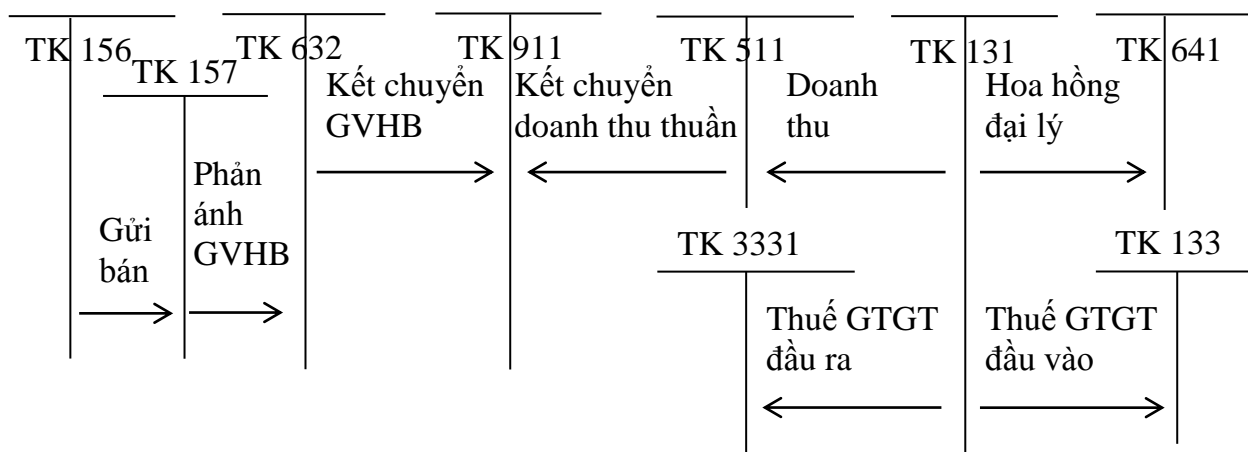 TK 156
TK 157
TK 632
TK 911
TK 511
TK 131
TK 641
Kết chuyển
GVHB
Kết chuyển
doanh thu thuần
Doanh
thu
Hoa hồng
đại lý
Gửi
bán
Phản
ánh
GVHB
TK 3331
TK 133
Thuế GTGT
đầu ra
Thuế GTGT
đầu vào